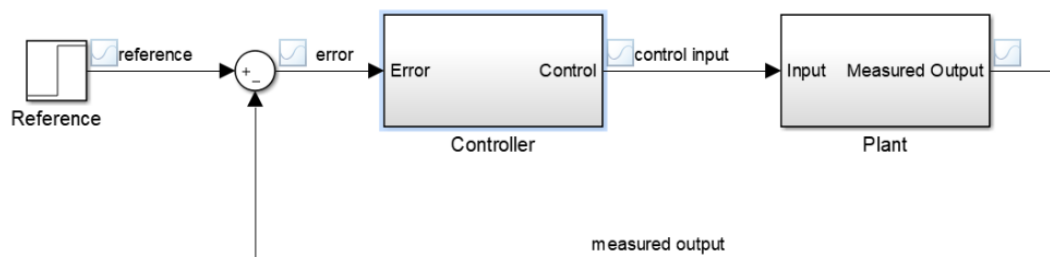 reference
error
control input
+
−
Error
Control
Input
Measured Output
Reference
Controller
Plant
measured output